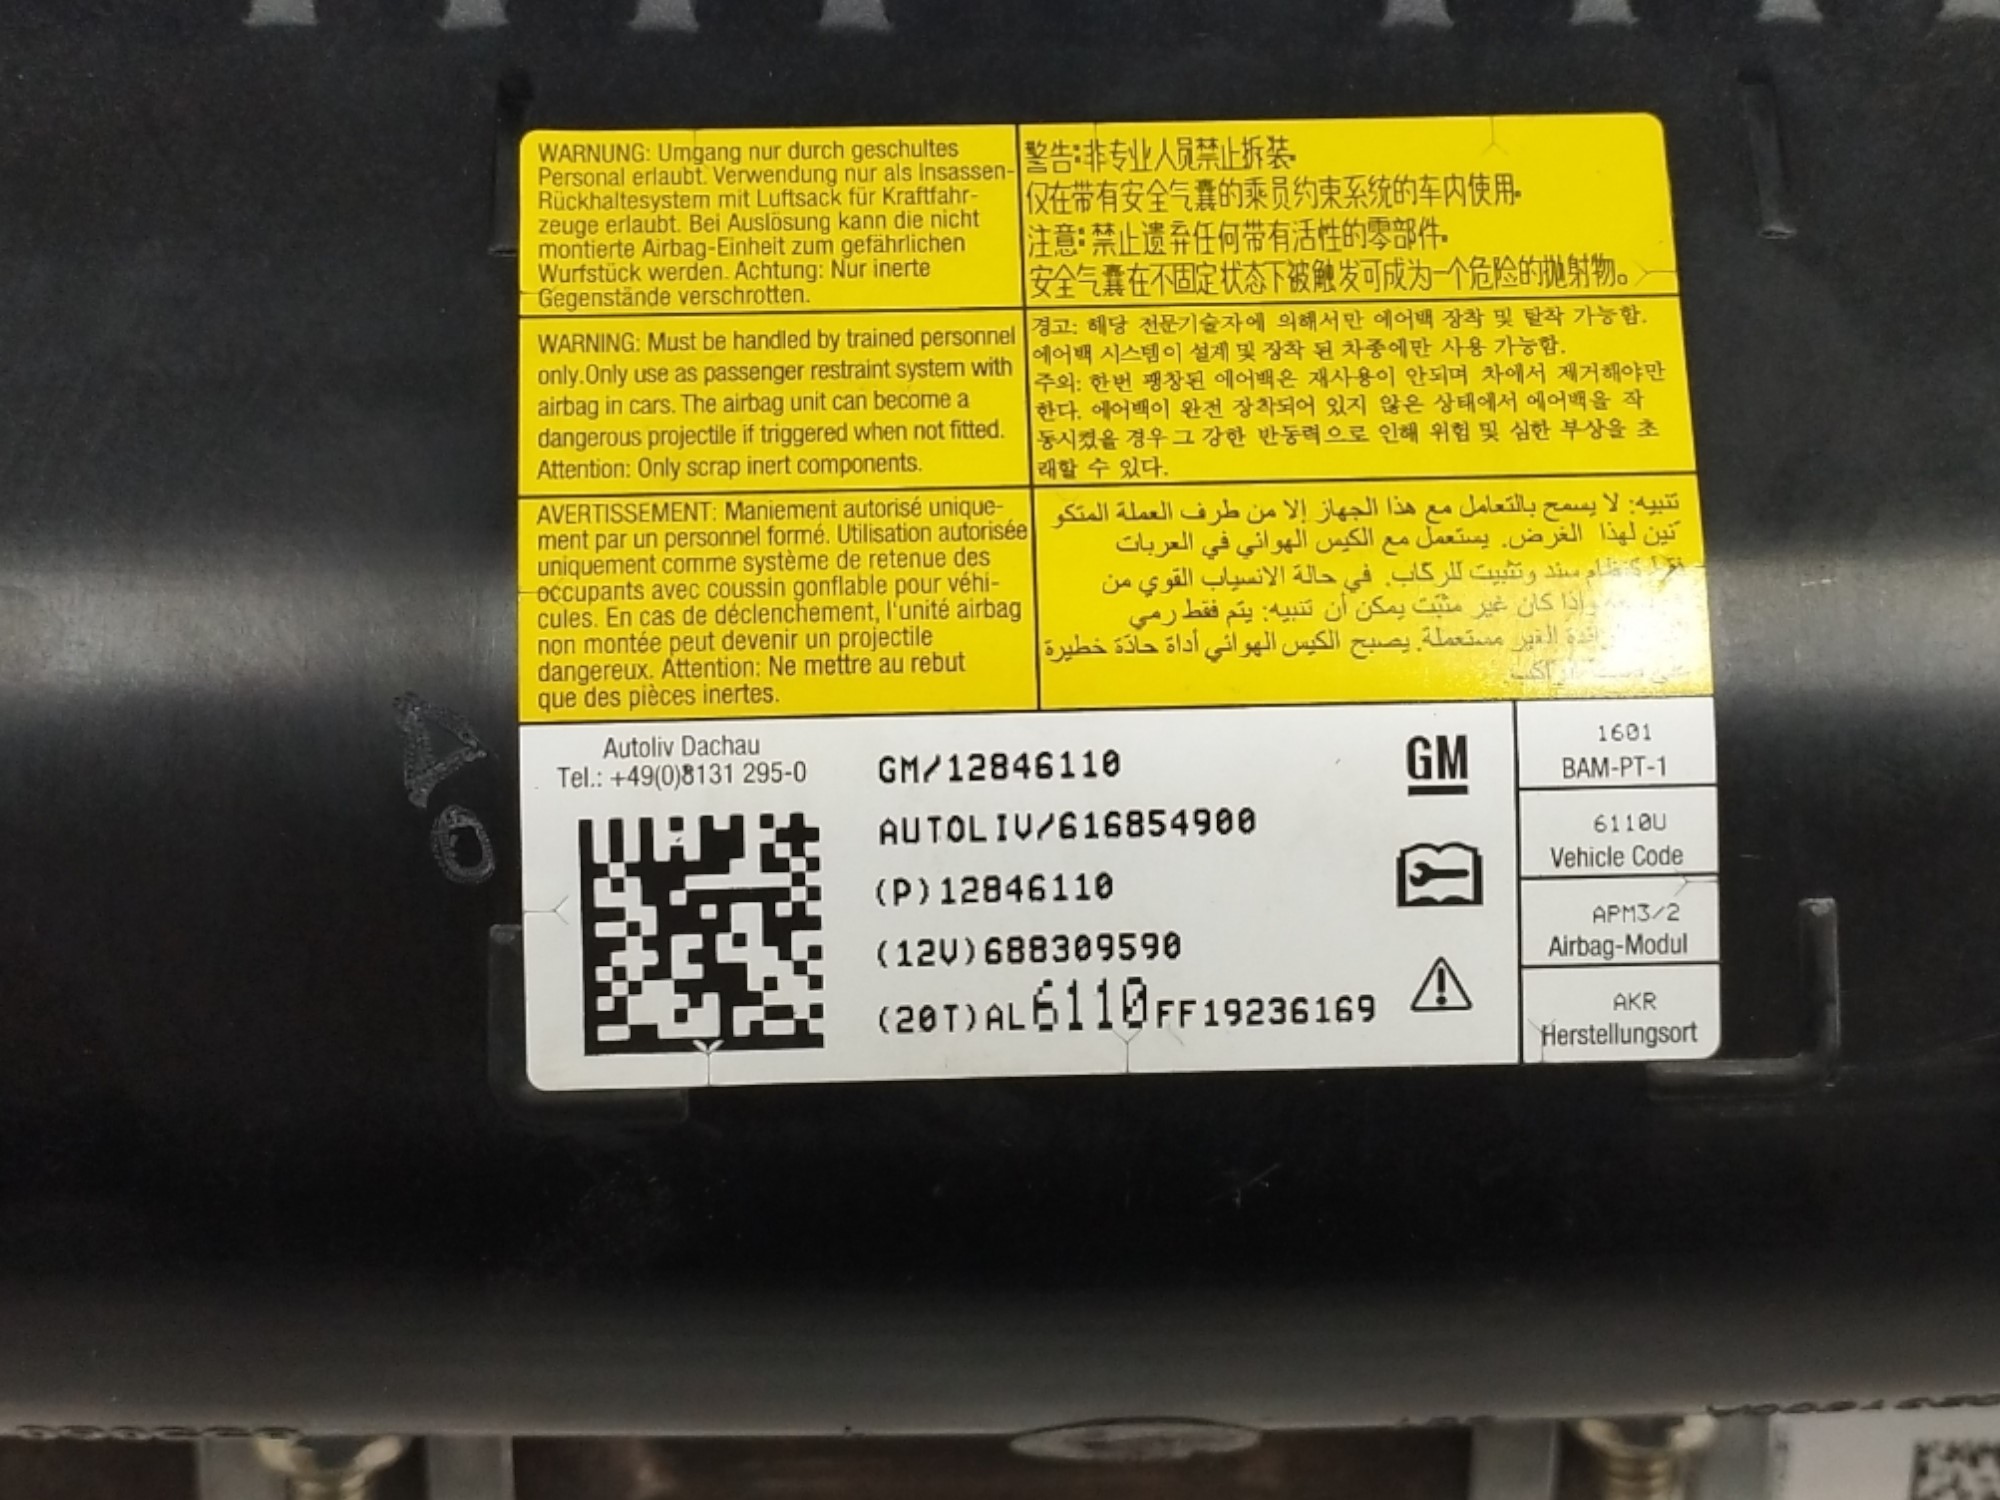 WARNUNG: Umgang nur durch geschultes
Personal erlaubt. Verwendung nur als Insassen-
Rückhaltesystem mit Luftsack für Kraftfahr-
zeuge erlaubt. Bei Auslösung kann die nicht
montierte Airbag-Einheit zum gefährlichen
Wurfstück werden. Achtung: Nur inerte
Gegenstände verschrotten.
警告:非专业人员禁止拆装.
仅在带有安全气囊的乘员约束系统的车内使用.
注意:禁止遗弃任何带有活性的零部件.
安全气囊在不固定状态下被触发可成为一个危险的抛射物。
WARNING: Must be handled by trained personnel
only.Only use as passenger restraint system with
airbag in cars. The airbag unit can become a
dangerous projectile if triggered when not fitted.
Attention: Only scrap inert components.
경고: 해당 전문기술자에 의해서만 에어백 장착 및 탈착 가능함.
에어백 시스템이 설계 및 장착 된 차종에만 사용 가능함.
주의: 한번 팽창된 에어백은 재사용이 안되며 차에서 제거해야만
한다. 에어백이 완전 장착되어 있지 않은 상태에서 에어백을 작
동시켰을 경우 그 강한 반동력으로 인해 위험 및 심한 부상을 초
래할 수 있다.
AVERTISSEMENT: Maniement autorisé unique-
ment par un personnel formé. Utilisation autorisée
uniquement comme système de retenue des
occupants avec coussin gonflable pour véhi-
cules. En cas de déclenchement, l'unité airbag
non montée peut devenir un projectile
dangereux. Attention: Ne mettre au rebut
que des pièces inertes.
تنبيه: لا يسمح بالتعامل مع هذا الجهاز إلا من طرف العملة المتكو
نين لهذا الغرض. يستعمل مع الكيس الهوائي في العربات
كنظام سند وتثبيت للركاب. في حالة الانسياب القوي من
وإذا كان غير مثبّت يمكن أن تنبيه: يتم فقط رمي
الغير مستعملة. يصبح الكيس الهوائي أداة حادّة خطيرة
Autoliv Dachau
Tel.: +49(0)8131 295-0
GM/12846110
AUTOLIV/616854900
(P)12846110
(12V)688309590
(20T)AL6110FF19236169
GM
1601
BAM-PT-1
6110U
Vehicle Code
APM3/2
Airbag-Modul
AKR
Herstellungsort